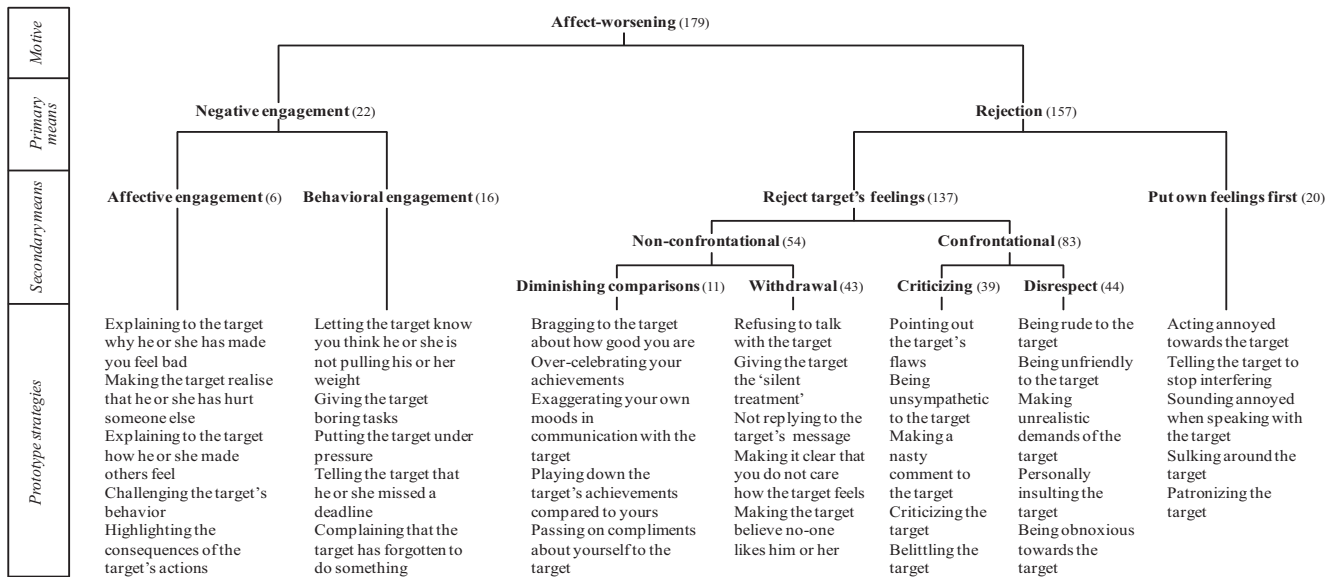 Motive
Affect-worsening (179)
Primary
means
Negative engagement (22)
Rejection (157)
Secondary means
Affective engagement (6)
Behavioral engagement (16)
Reject target's feelings (137)
Put own feelings first (20)
Non-confrontational (54)
Confrontational (83)
Diminishing comparisons (11)
Withdrawal (43)
Criticizing (39)
Disrespect (44)
Prototype strategies
Explaining to the target
why he or she has made
you feel bad
Making the target realise
that he or she has hurt
someone else
Explaining to the target
how he or she made
others feel
Challenging the target's
behavior
Highlighting the
consequences of the
target's actions
Letting the target know
you think he or she is
not pulling his or her
weight
Giving the target
boring tasks
Putting the target under
pressure
Telling the target that
he or she missed a
deadline
Complaining that the
target has forgotten to
do something
Bragging to the target
about how good you are
Over-celebrating your
achievements
Exaggerating your own
moods in
communication with the
target
Playing down the
target's achievements
compared to yours
Passing on compliments
about yourself to the
target
Refusing to talk
with the target
Giving the target
the ‘silent
treatment’
Not replying to the
target's message
Making it clear that
you do not care
how the target feels
Making the target
believe no-one
likes him or her
Pointing out
the target's
flaws
Being
unsympathetic
to the target
Making a
nasty
comment to
the target
Criticizing the
target
Belittling the
target
Being rude to the
target
Being unfriendly
to the target
Making
unrealistic
demands of the
target
Personally
insulting the
target
Being obnoxious
towards the
target
Acting annoyed
towards the target
Telling the target to
stop interfering
Sounding annoyed
when speaking with
the target
Sulking around the
target
Patronizing the
target